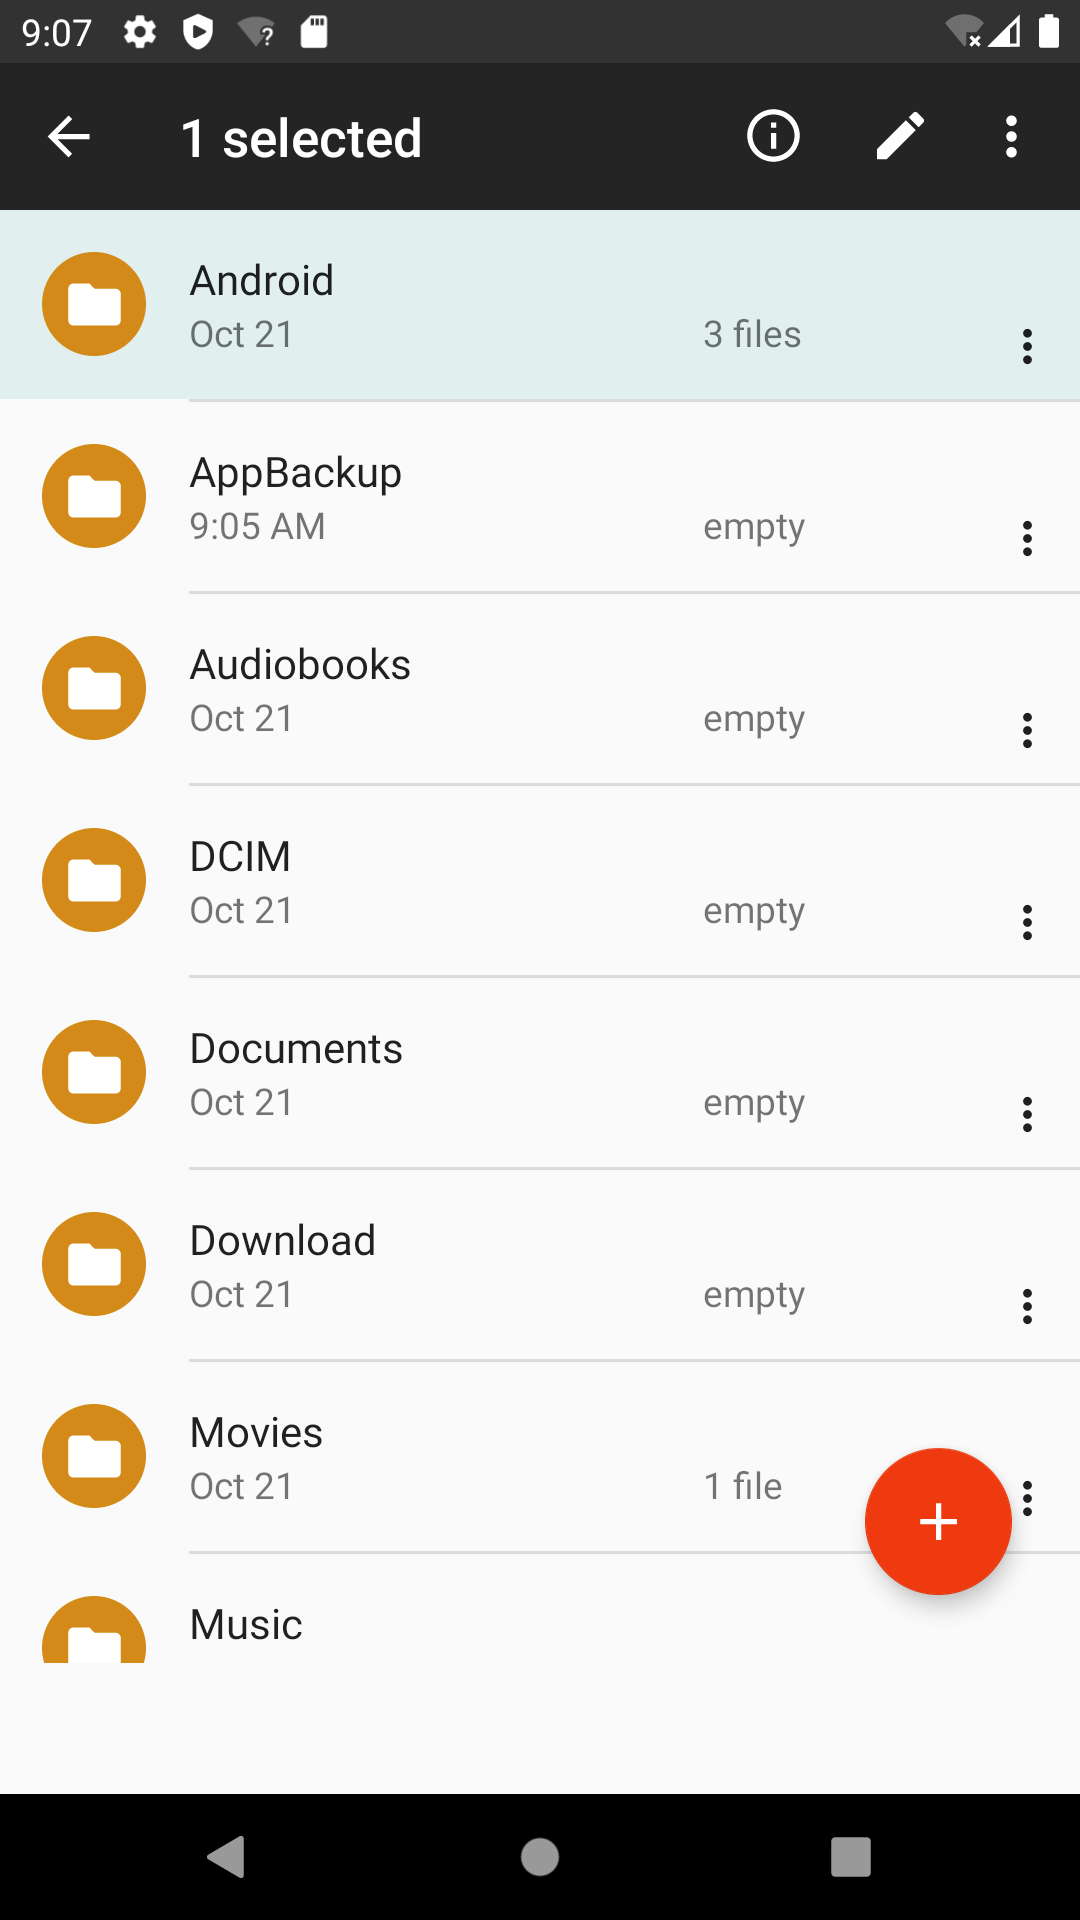 9:07
1 selected
Android
Oct 21
3 files
AppBackup
9:05 AM
empty
Audiobooks
Oct 21
empty
DCIM
Oct 21
empty
Documents
Oct 21
empty
Download
Oct 21
empty
Movies
Oct 21
1 file
Music